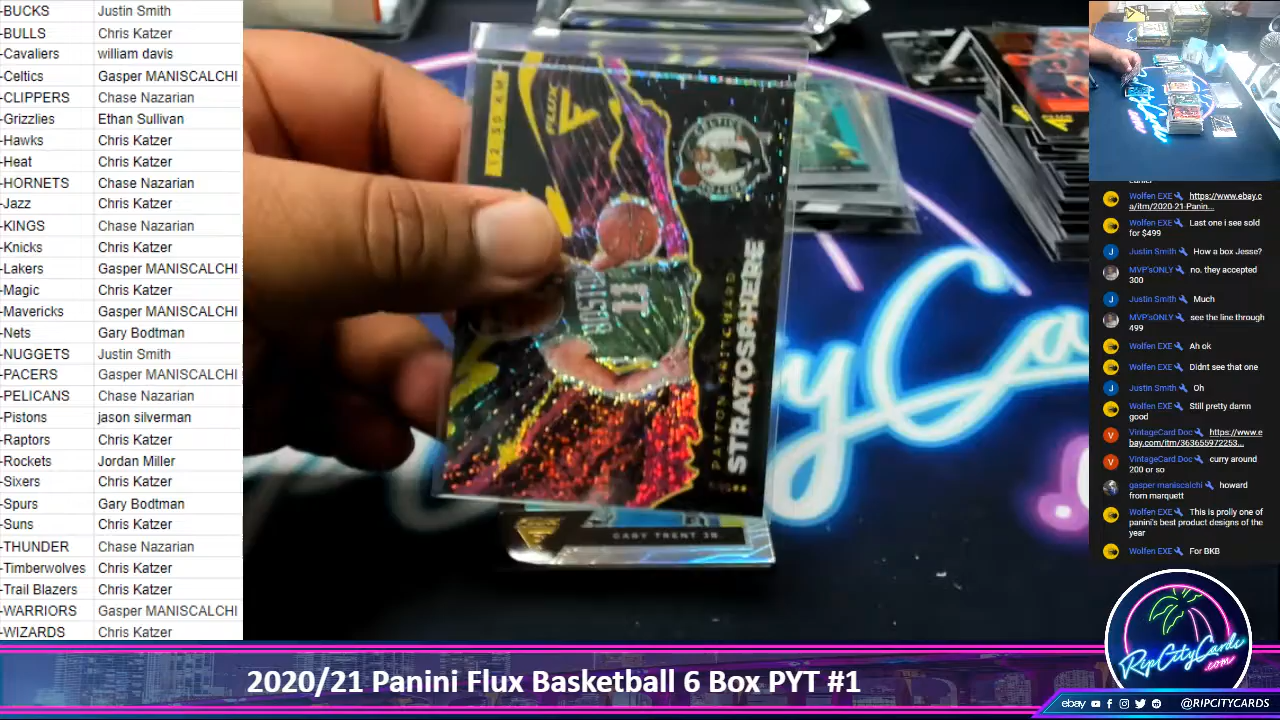 -BUCKS Justin Smith
-BULLS Chris Katzer
-Cavaliers william davis
-Celtics Gasper MANISCALCHI
-CLIPPERS Chase Nazarian
-Grizzlies Ethan Sullivan
-Hawks Chris Katzer
-Heat Chris Katzer
-HORNETS Chase Nazarian
-Jazz Chris Katzer
-KINGS Chase Nazarian
-Knicks Chris Katzer
-Lakers Gasper MANISCALCHI
-Magic Chris Katzer
-Mavericks Gasper MANISCALCHI
-Nets Gary Bodtman
-NUGGETS Justin Smith
-PACERS Gasper MANISCALCHI
-PELICANS Chase Nazarian
-Pistons jason silverman
-Raptors Chris Katzer
-Rockets Jordan Miller
-Sixers Chris Katzer
-Spurs Gary Bodtman
-Suns Chris Katzer
-THUNDER Chase Nazarian
-Timberwolves Chris Katzer
-Trail Blazers Chris Katzer
-WARRIORS Gasper MANISCALCHI
-WIZARDS Chris Katzer
FLUX
CELTICS
BOSTON
11
PAYTON PRITCHARD
STRATOSPHERE
GARY TRENT JR.
Wolfen EXE https://www.ebay.c
a/itm/2020-21-Panin...
Wolfen EXE Last one i see sold
for $499
Justin Smith How a box Jesse?
MVP'sONLY no. they accepted
300
Justin Smith Much
MVP'sONLY see the line through
499
Wolfen EXE Ah ok
Wolfen EXE Didnt see that one
Justin Smith Oh
Wolfen EXE Still pretty damn
good
VintageCard Doc https://www.e
bay.com/itm/363655972253...
VintageCard Doc curry around
200 or so
gasper maniscalchi howard
from marquett
Wolfen EXE This is prolly one of
panini's best product designs of the
year
Wolfen EXE For BKB
RipCityCards
.com
2020/21 Panini Flux Basketball 6 Box PYT #1
ebay @RIPCITYCARDS